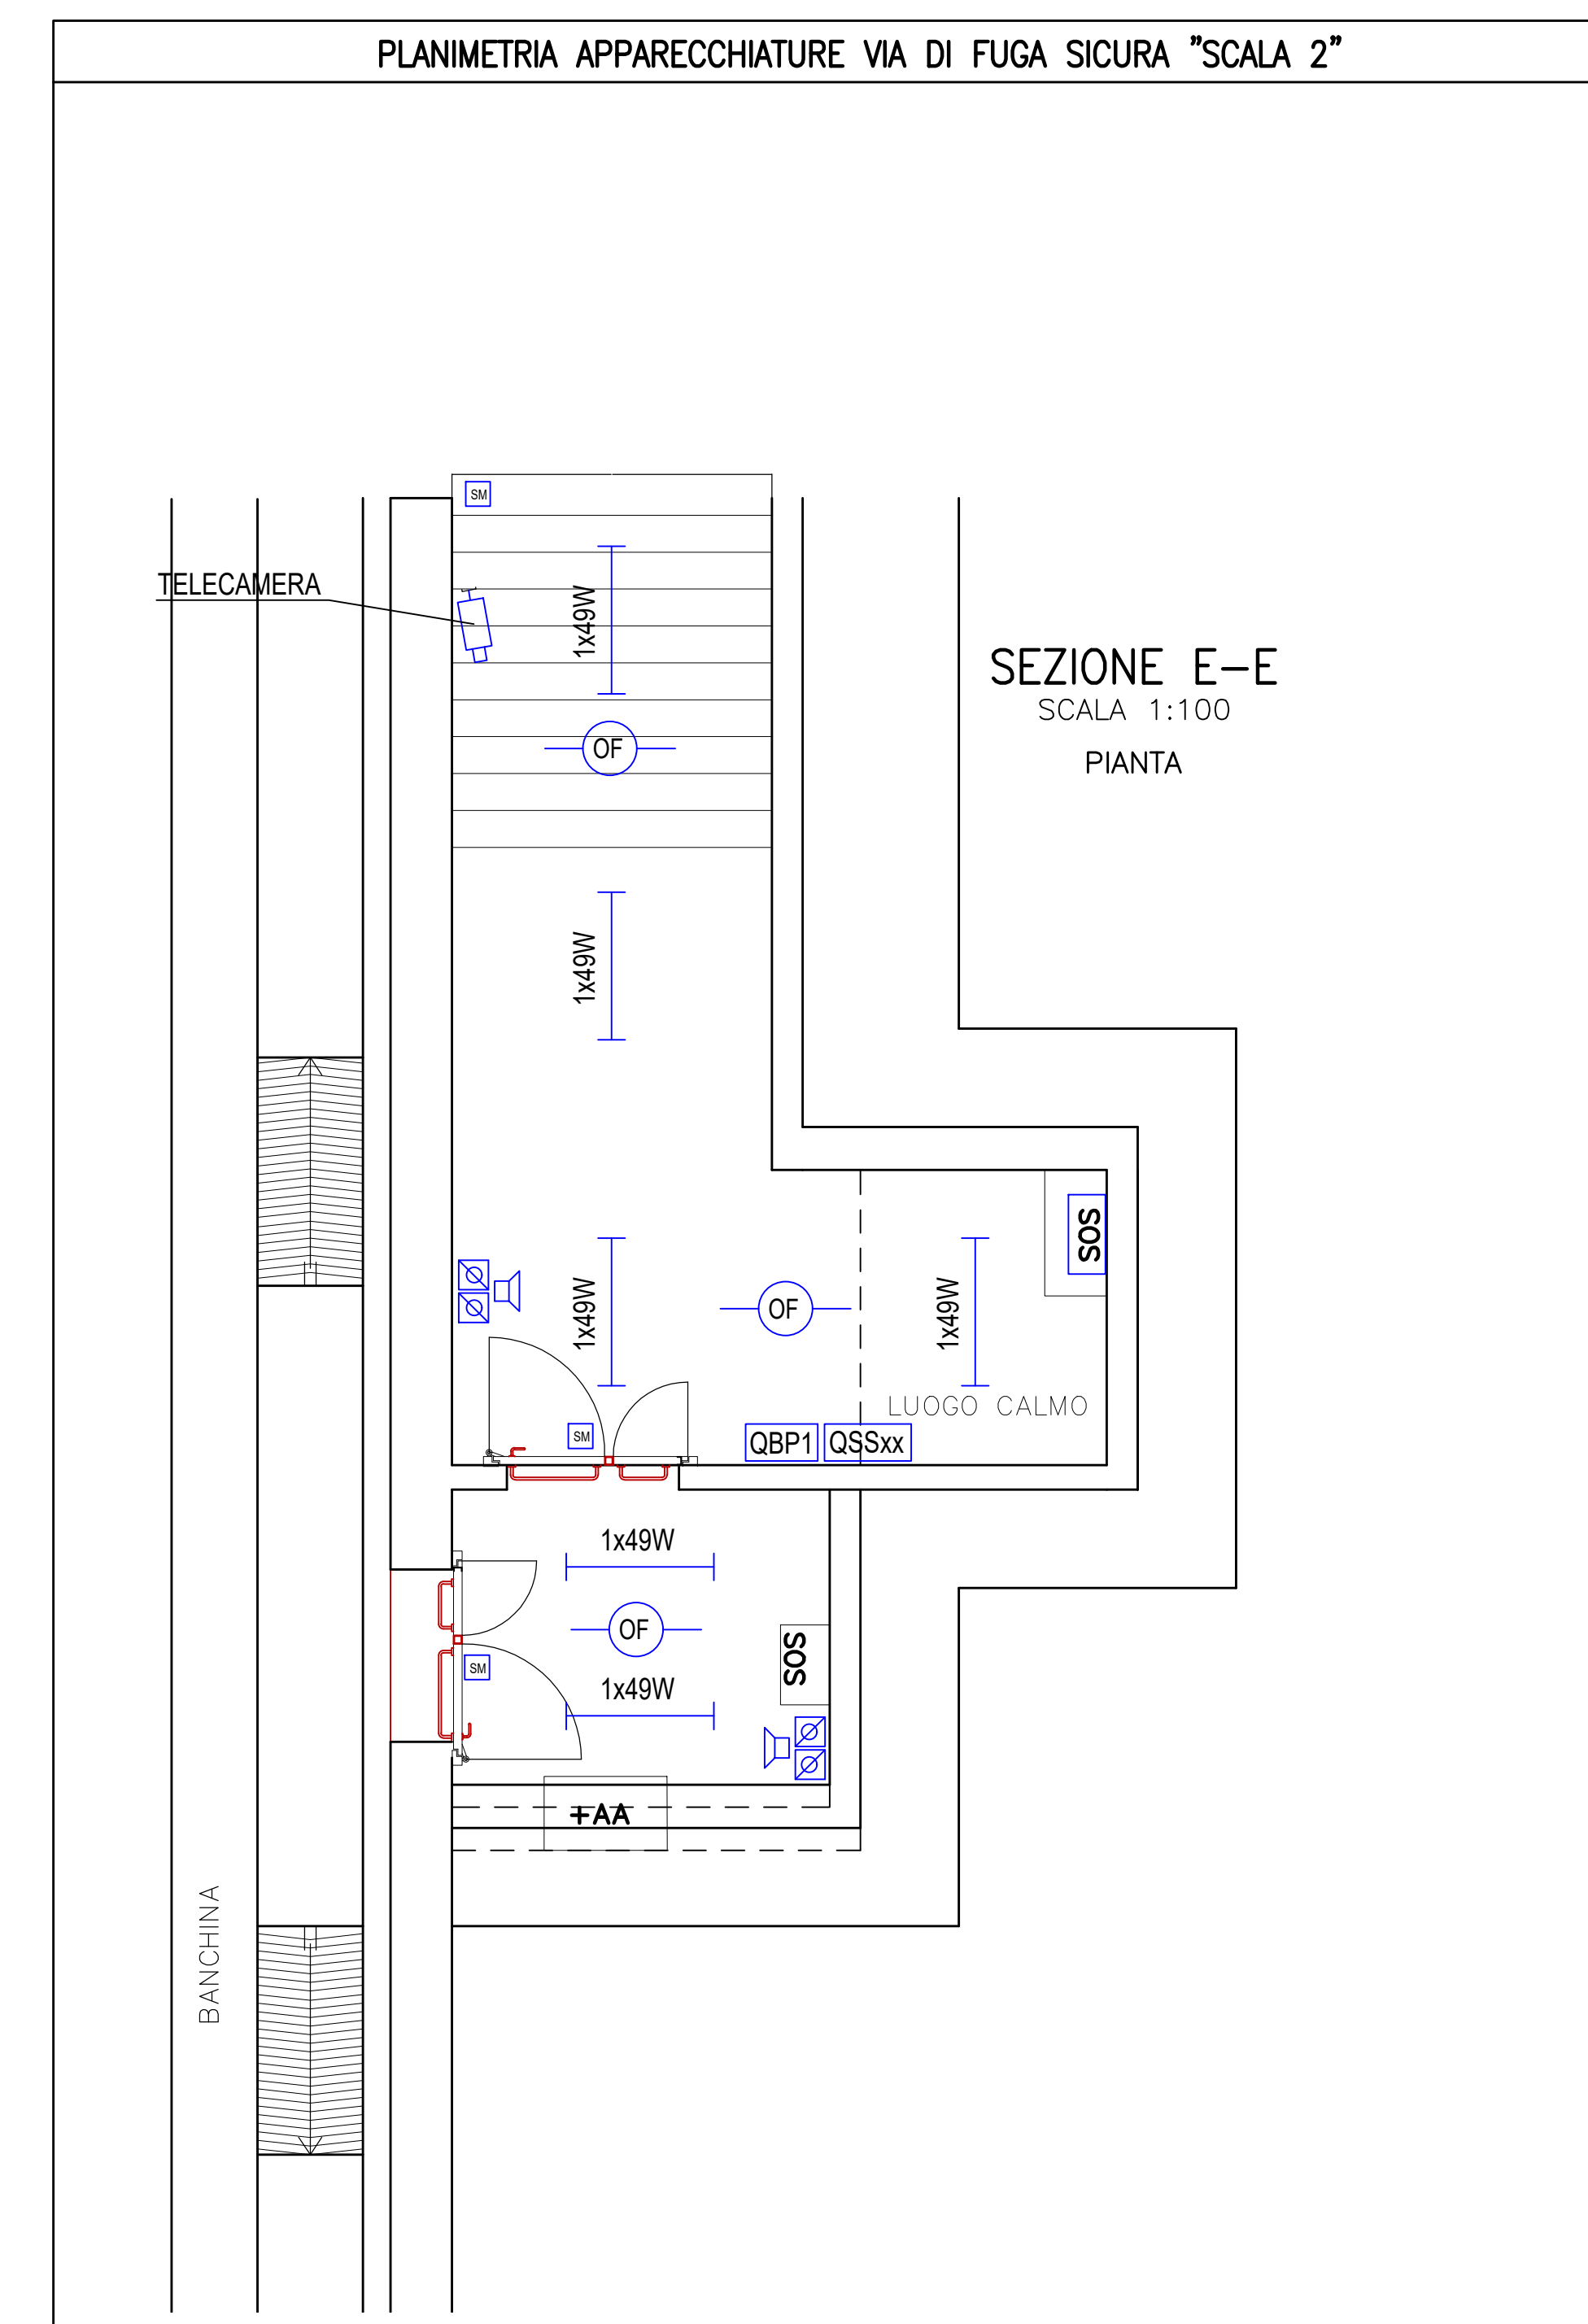 PLANIMETRIA APPARECCHIATURE VIA DI FUGA SICURA "SCALA 2"
SM
TELECAMERA
1x49W
SEZIONE E-E
SCALA 1:100
PIANTA
OF
1x49W
SOS
1x49W
OF
1x49W
LUOGO CALMO
SM
QBP1
QSSxx
1x49W
OF
SOS
SM
1x49W
+AA
BANCHINA